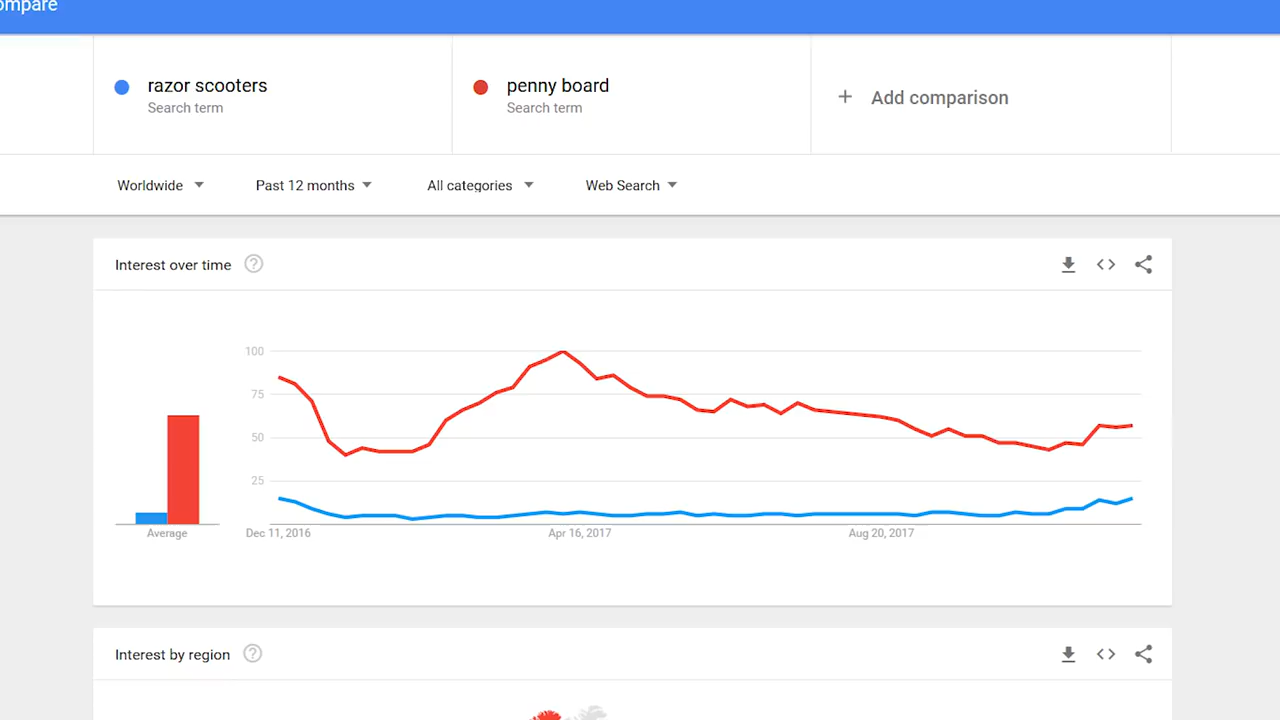 ompare
razor scooters
Search term
penny board
Search term
+ Add comparison
Worldwide
Past 12 months
All categories
Web Search
Interest over time ?
100
75
50
25
Average
Dec 11, 2016
Apr 16, 2017
Aug 20, 2017
Interest by region ?